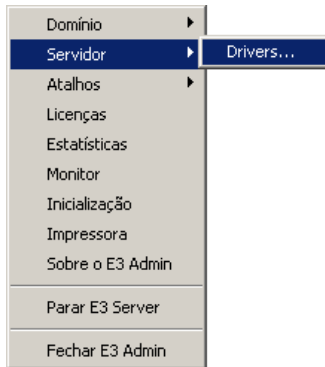 Domínio
Servidor
Drivers...
Atalhos
Licenças
Estatísticas
Monitor
Inicialização
Impressora
Sobre o E3 Admin
Parar E3 Server
Fechar E3 Admin